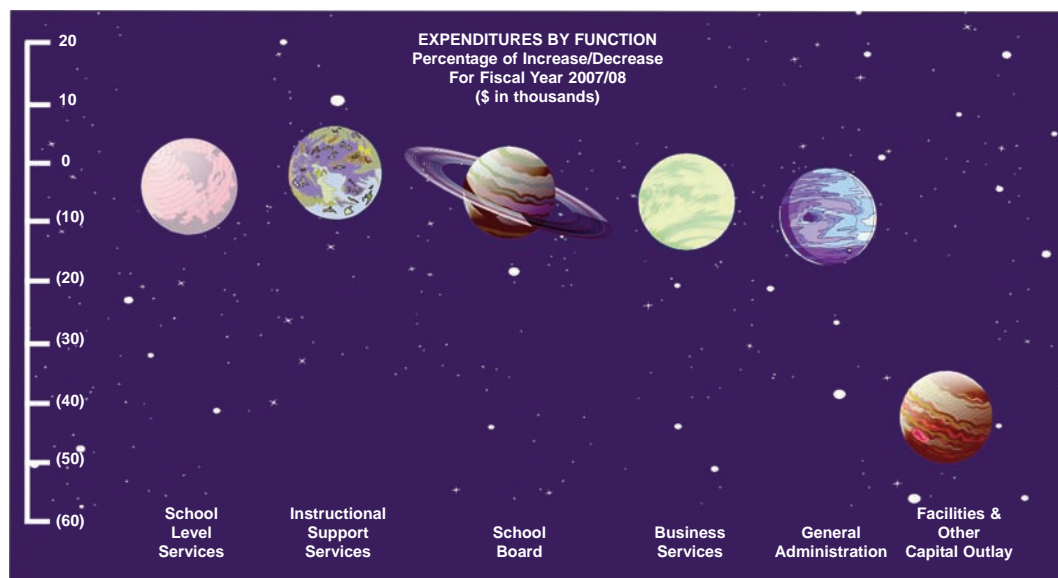 EXPENDITURES BY FUNCTION
Percentage of Increase/Decrease
For Fiscal Year 2007/08
($ in thousands)
20
10
0
(10)
(20)
(30)
(40)
(50)
(60)
School
Level
Services
Instructional
Support
Services
School
Board
Business
Services
General
Administration
Facilities &
Other
Capital Outlay